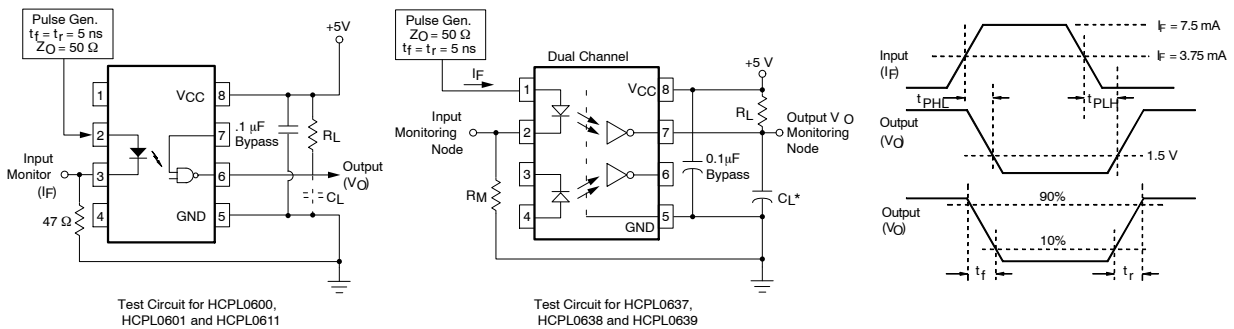 Pulse Gen.
tf = tr = 5 ns
ZO = 50 Ω
+5V
1
VCC
8
2
7
.1 μF
Bypass
RL
Input
Monitor
(IF)
3
6
Output
(VO)
CL
4
GND
5
47 Ω
Test Circuit for HCPL0600,
HCPL0601 and HCPL0611
Pulse Gen.
ZO = 50 Ω
tf = tr = 5 ns
Dual Channel
IF
+5 V
1
VCC
8
RL
Input
Monitoring
Node
2
7
Output VO
Monitoring
Node
3
6
0.1μF
Bypass
RM
CL*
4
5
GND
Test Circuit for HCPL0637,
HCPL0638 and HCPL0639
IF = 7.5 mA
Input
(IF)
IF = 3.75 mA
tPHL
tPLH
Output
(VO)
1.5 V
90%
Output
(VO)
10%
tf
tr